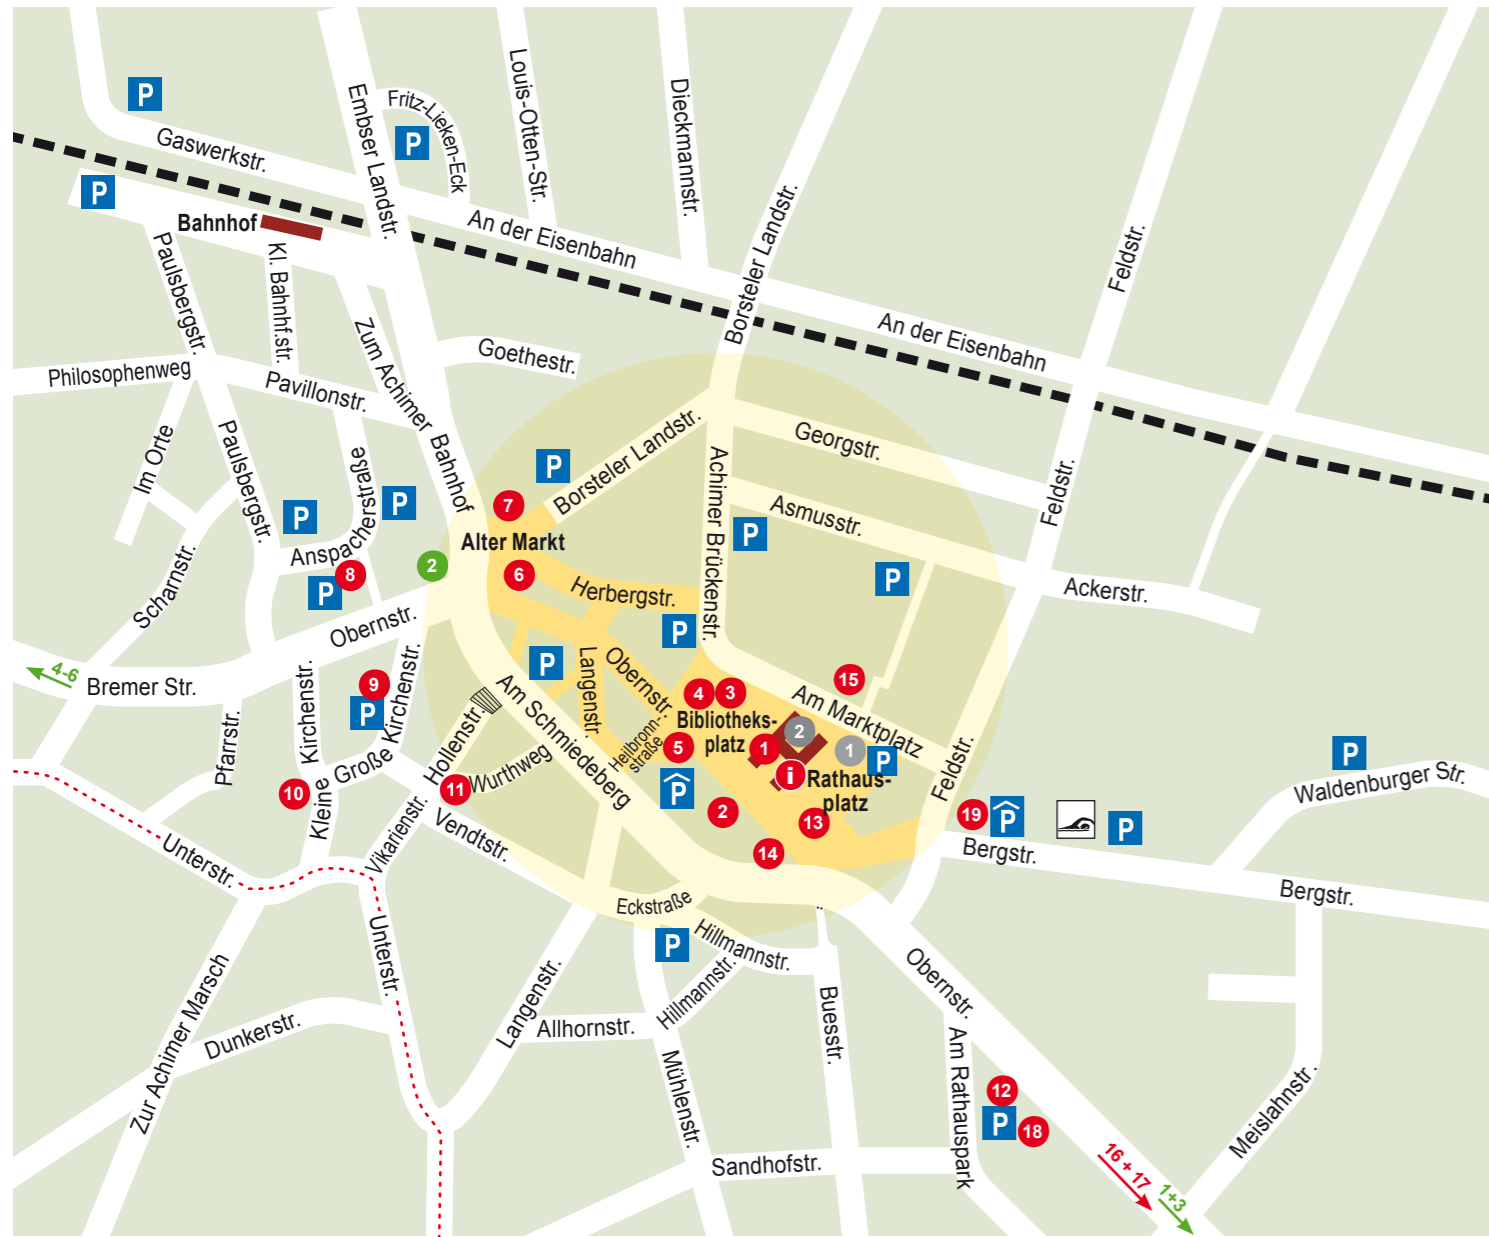 P
Gaswerkstr.
P
Bahnhof
Embser Landstr.
Fritz-Lieken-Eck
P
Louis-Otten-Str.
Dieckmannstr.
An der Eisenbahn
Borsteler Landstr.
Feldstr.
An der Eisenbahn
Paulsbergstr.
Kl. Bahnhf.str.
Zum Achimer Bahnhof
Goethestr.
Philosophenweg
Pavillonstr.
Im Orte
Paulsbergstr.
Anspacherstraße
P
P
P
8
Scharnstr.
Obernstr.
2
7
P
Borsteler Landstr.
Alter Markt
6
Herbergstr.
Achimer Brückenstr.
Georgstr.
Asmusstr.
P
P
Feldstr.
Ackerstr.
4-6
Bremer Str.
Pfarrstr.
Kirchenstr.
9
P
Große Kirchenstr.
Kleine
10
Hollenstr.
11
Wurthweg
Am Schmiedeberg
P
Langenstr.
Obernstr.
Heilbronn-
straße
P
4
3
Bibliotheks-
platz
5
P
1
2
1
i
Rathaus-
platz
P
Am Marktplatz
15
2
13
14
Feldstr.
19
P
P
P
Waldenburger Str.
Bergstr.
Bergstr.
Unterstr.
Vikarienstr.
Vendtstr.
Eckstraße
P
Hillmannstr.
Hillmannstr.
Unterstr.
Langenstr.
Allhornstr.
Mühlenstr.
Buesstr.
Obernstr.
Am Rathauspark
12
P
18
Dunkerstr.
Zur Achimer Marsch
Sandhofstr.
Meislahnstr.
16 + 17
1+3